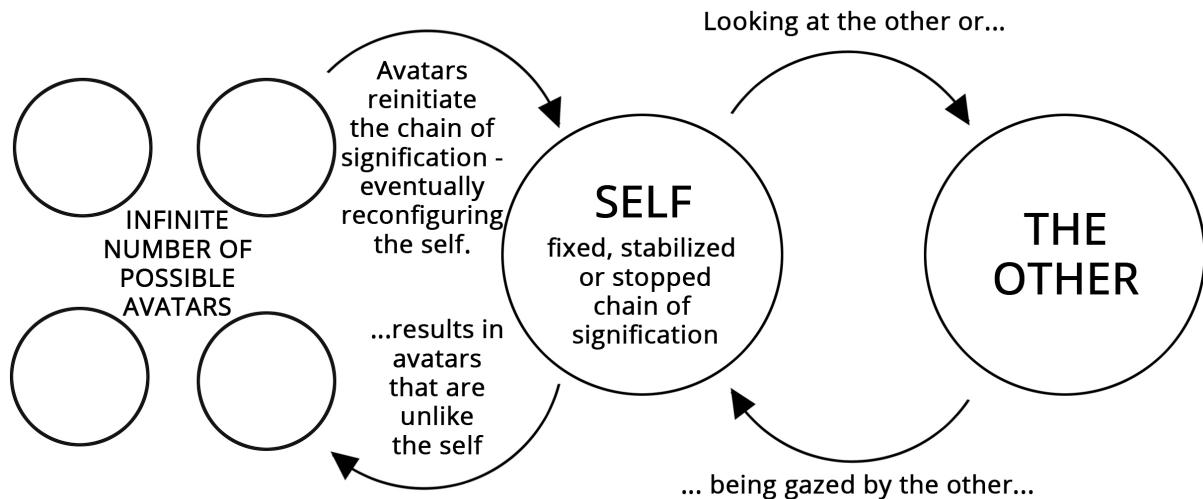 Looking at the other or...
Avatars
reinitiate
the chain of
signification -
eventually
reconfiguring
the self.
INFINITE
NUMBER OF
POSSIBLE
AVATARS
SELF
fixed, stabilized
or stopped
chain of
signification
THE
OTHER
...results in
avatars
that are
unlike
the self
... being gazed by the other...